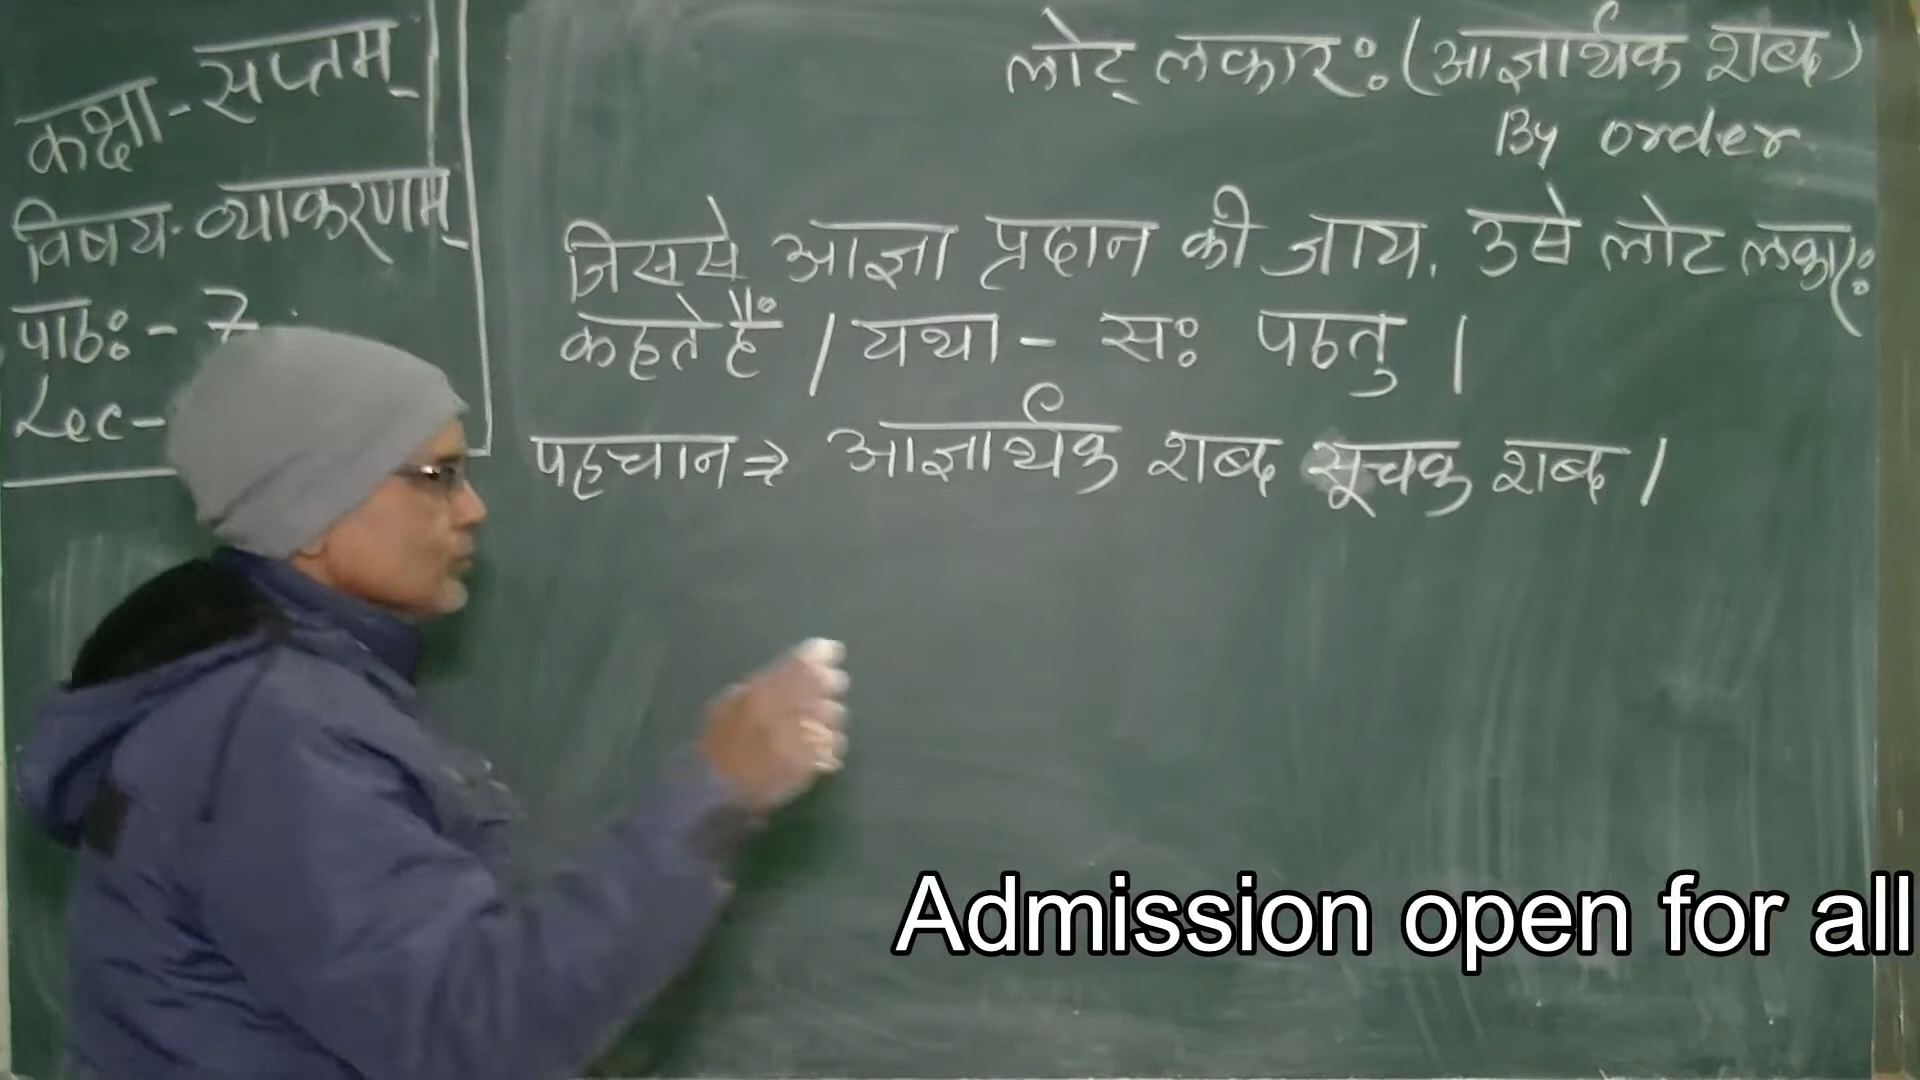 कक्षा - सप्तम्
विषय - व्याकरणम्
पाठः - 7
Lec-
लोट् लकारः (आज्ञार्थक शब्द)
By order
जिससे आज्ञा प्रदान की जाय, उसे लोट लकारः
कहते हैं / यथा - सः पठतु |
पहचान ⇒ आज्ञार्थक शब्द सूचक शब्द /
Admission open for all